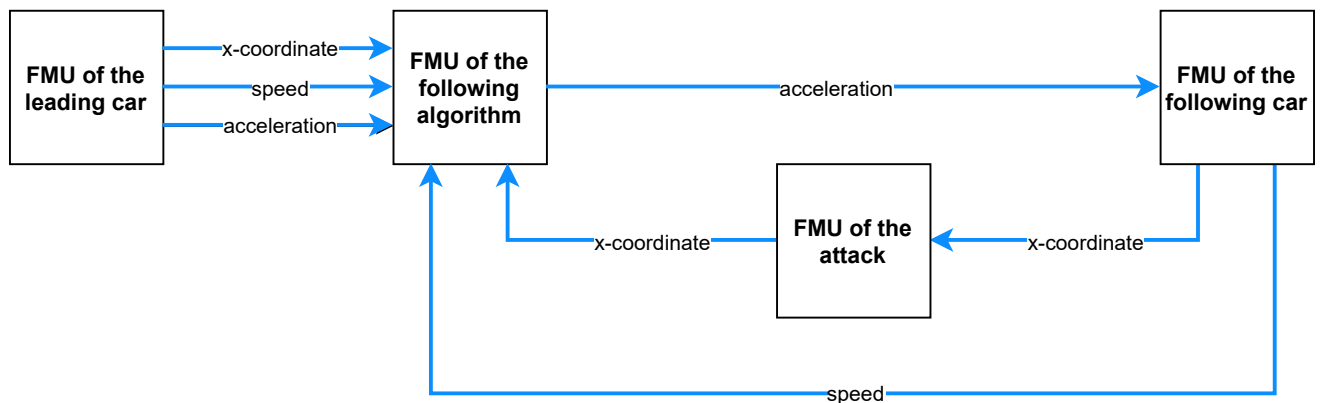 FMU of the
leading car
x-coordinate
speed
acceleration
FMU of the
following
algorithm
acceleration
FMU of the
following car
x-coordinate
FMU of the
attack
x-coordinate
speed